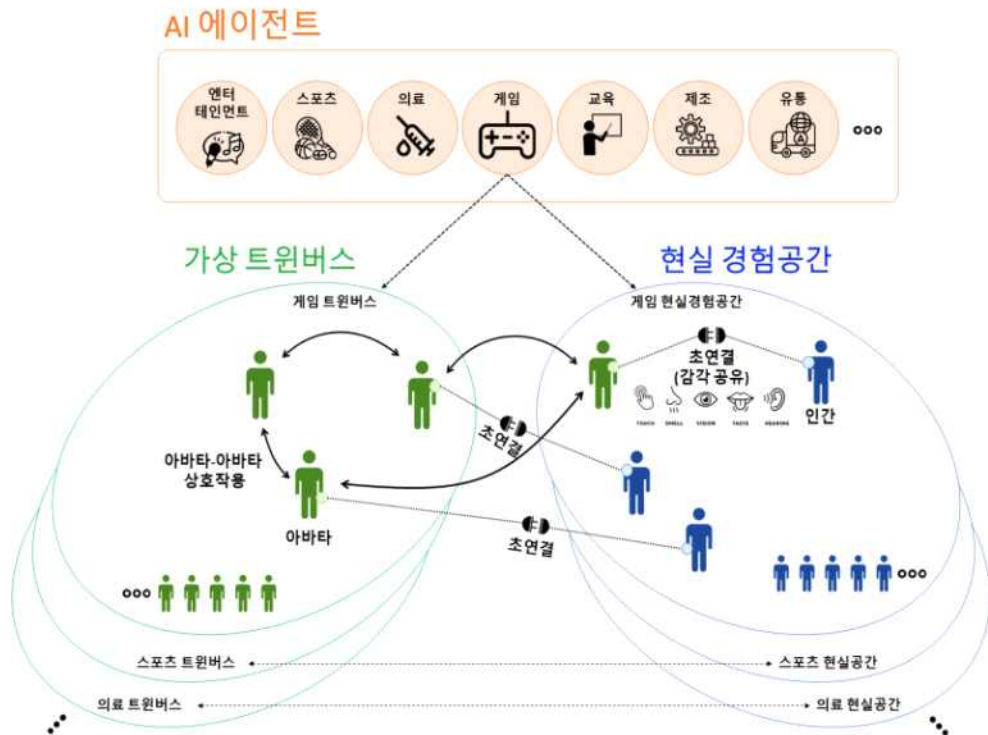 AI 에이전트
엔터
테인먼트
스포츠
의료
게임
교육
제조
유통
가상 트윈버스
현실 경험공간
게임 트윈버스
게임 현실경험공간
초연결
(감각 공유)
TOUCH
SMELL
VISION
TASTE
HEARING
인간
초연결
아바타-아바타
상호작용
아바타
초연결
스포츠 트윈버스
스포츠 현실공간
의료 트윈버스
의료 현실공간